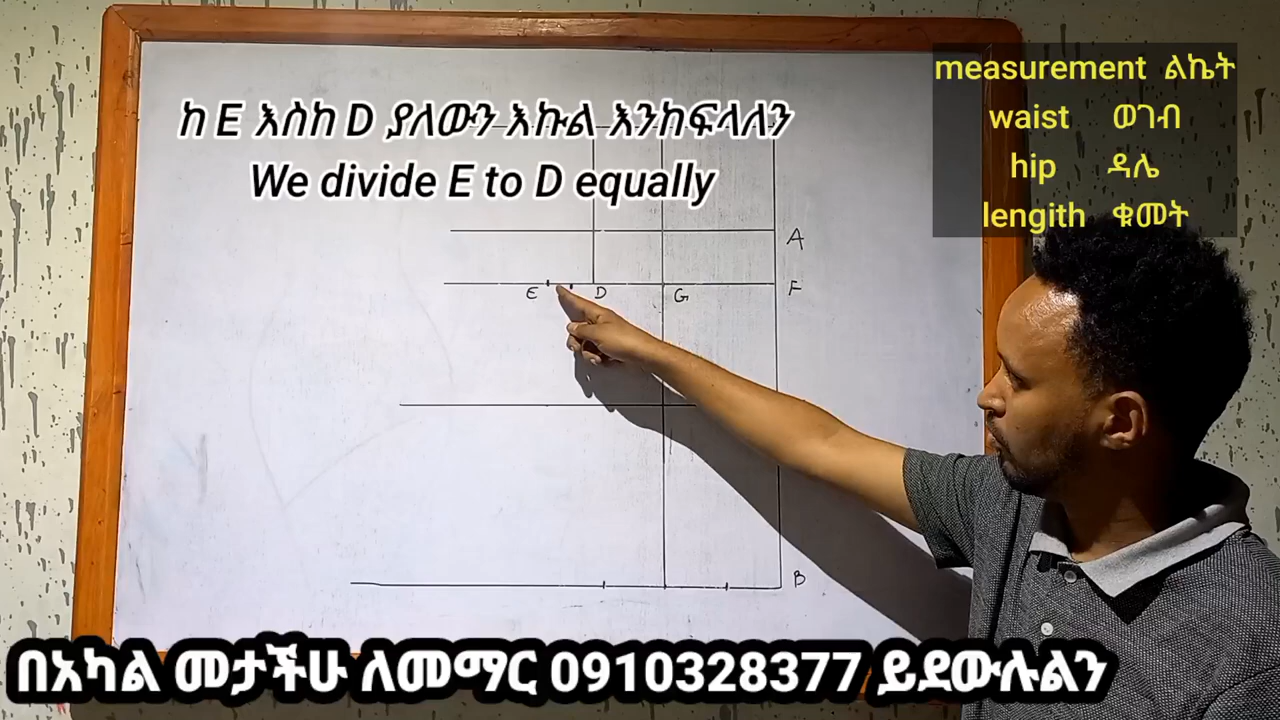 ከ E እስከ D ያለውን እኩል እንከፍላለን
We divide E to D equally
measurement ልኬት
waist ወገብ
hip ዳሌ
lengith ቁመት
A
F
E D G
B
በአካል መታችሁ ለመማር 0910328377 ይደውሉልን